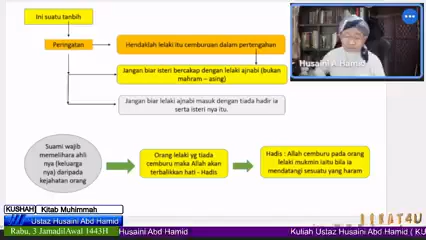 Ini suatu tanbih
Peringatan
Hendaklah lelaki itu cemburuan dalam pertengahan
Jangan biar isteri bercakap dengan lelaki ajnabi (bukan
mahram – asing)
Jangan biar lelaki ajnabi masuk dengan tiada hadir ia
serta isteri nya itu.
Suami wajib
memelihara ahli
nya (keluarga
nya) daripada
kejahatan orang
Orang lelaki yg tiada
cemburu maka Allah akan
terbalikkan hati - Hadis
Hadis : Allah cemburu pada orang
lelaki mukmin iaitu bila ia
mendatangi sesuatu yang haram
Husaini A Hamid
KUSHAH Kitab Muhimmah
Ustaz Husaini Abd Hamid
Rabu, 3 JamadilAwal 1443H
Husaini Abd Hamid
Kuliah Ustaz Husaini Abd Hamid ( KU